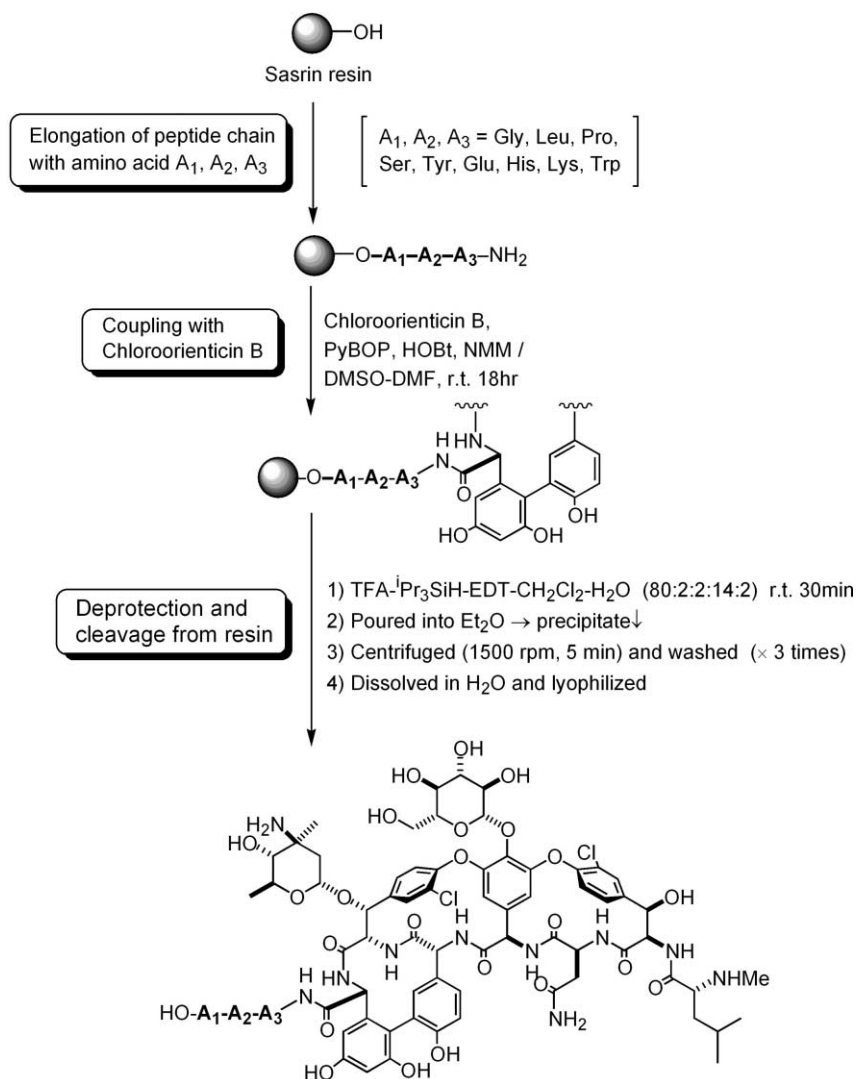 OH
Sasrin resin
Elongation of peptide chain
with amino acid A₁, A₂, A₃
A₁, A₂, A₃ = Gly, Leu, Pro,
Ser, Tyr, Glu, His, Lys, Trp
O–A₁–A₂–A₃–NH₂
Coupling with
Chloroorienticin B
Chloroorienticin B,
PyBOP, HOBt, NMM /
DMSO-DMF, r.t. 18hr
H HN
N
O–A₁-A₂-A₃
O
HO OH OH
1) TFA-ⁱPr₃SiH-EDT-CH₂Cl₂-H₂O (80:2:2:14:2) r.t. 30min
Deprotection and
cleavage from resin
2) Poured into Et₂O → precipitate↓
3) Centrifuged (1500 rpm, 5 min) and washed (× 3 times)
4) Dissolved in H₂O and lyophilized
OH
HO OH
HO O O
H₂N
HO
O O Cl
O O Cl OH
O H O H
O N N O N O
N O N N
H H O H NHMe
H HN O
N
HO-A₁-A₂-A₃
O NH₂
HO OH OH